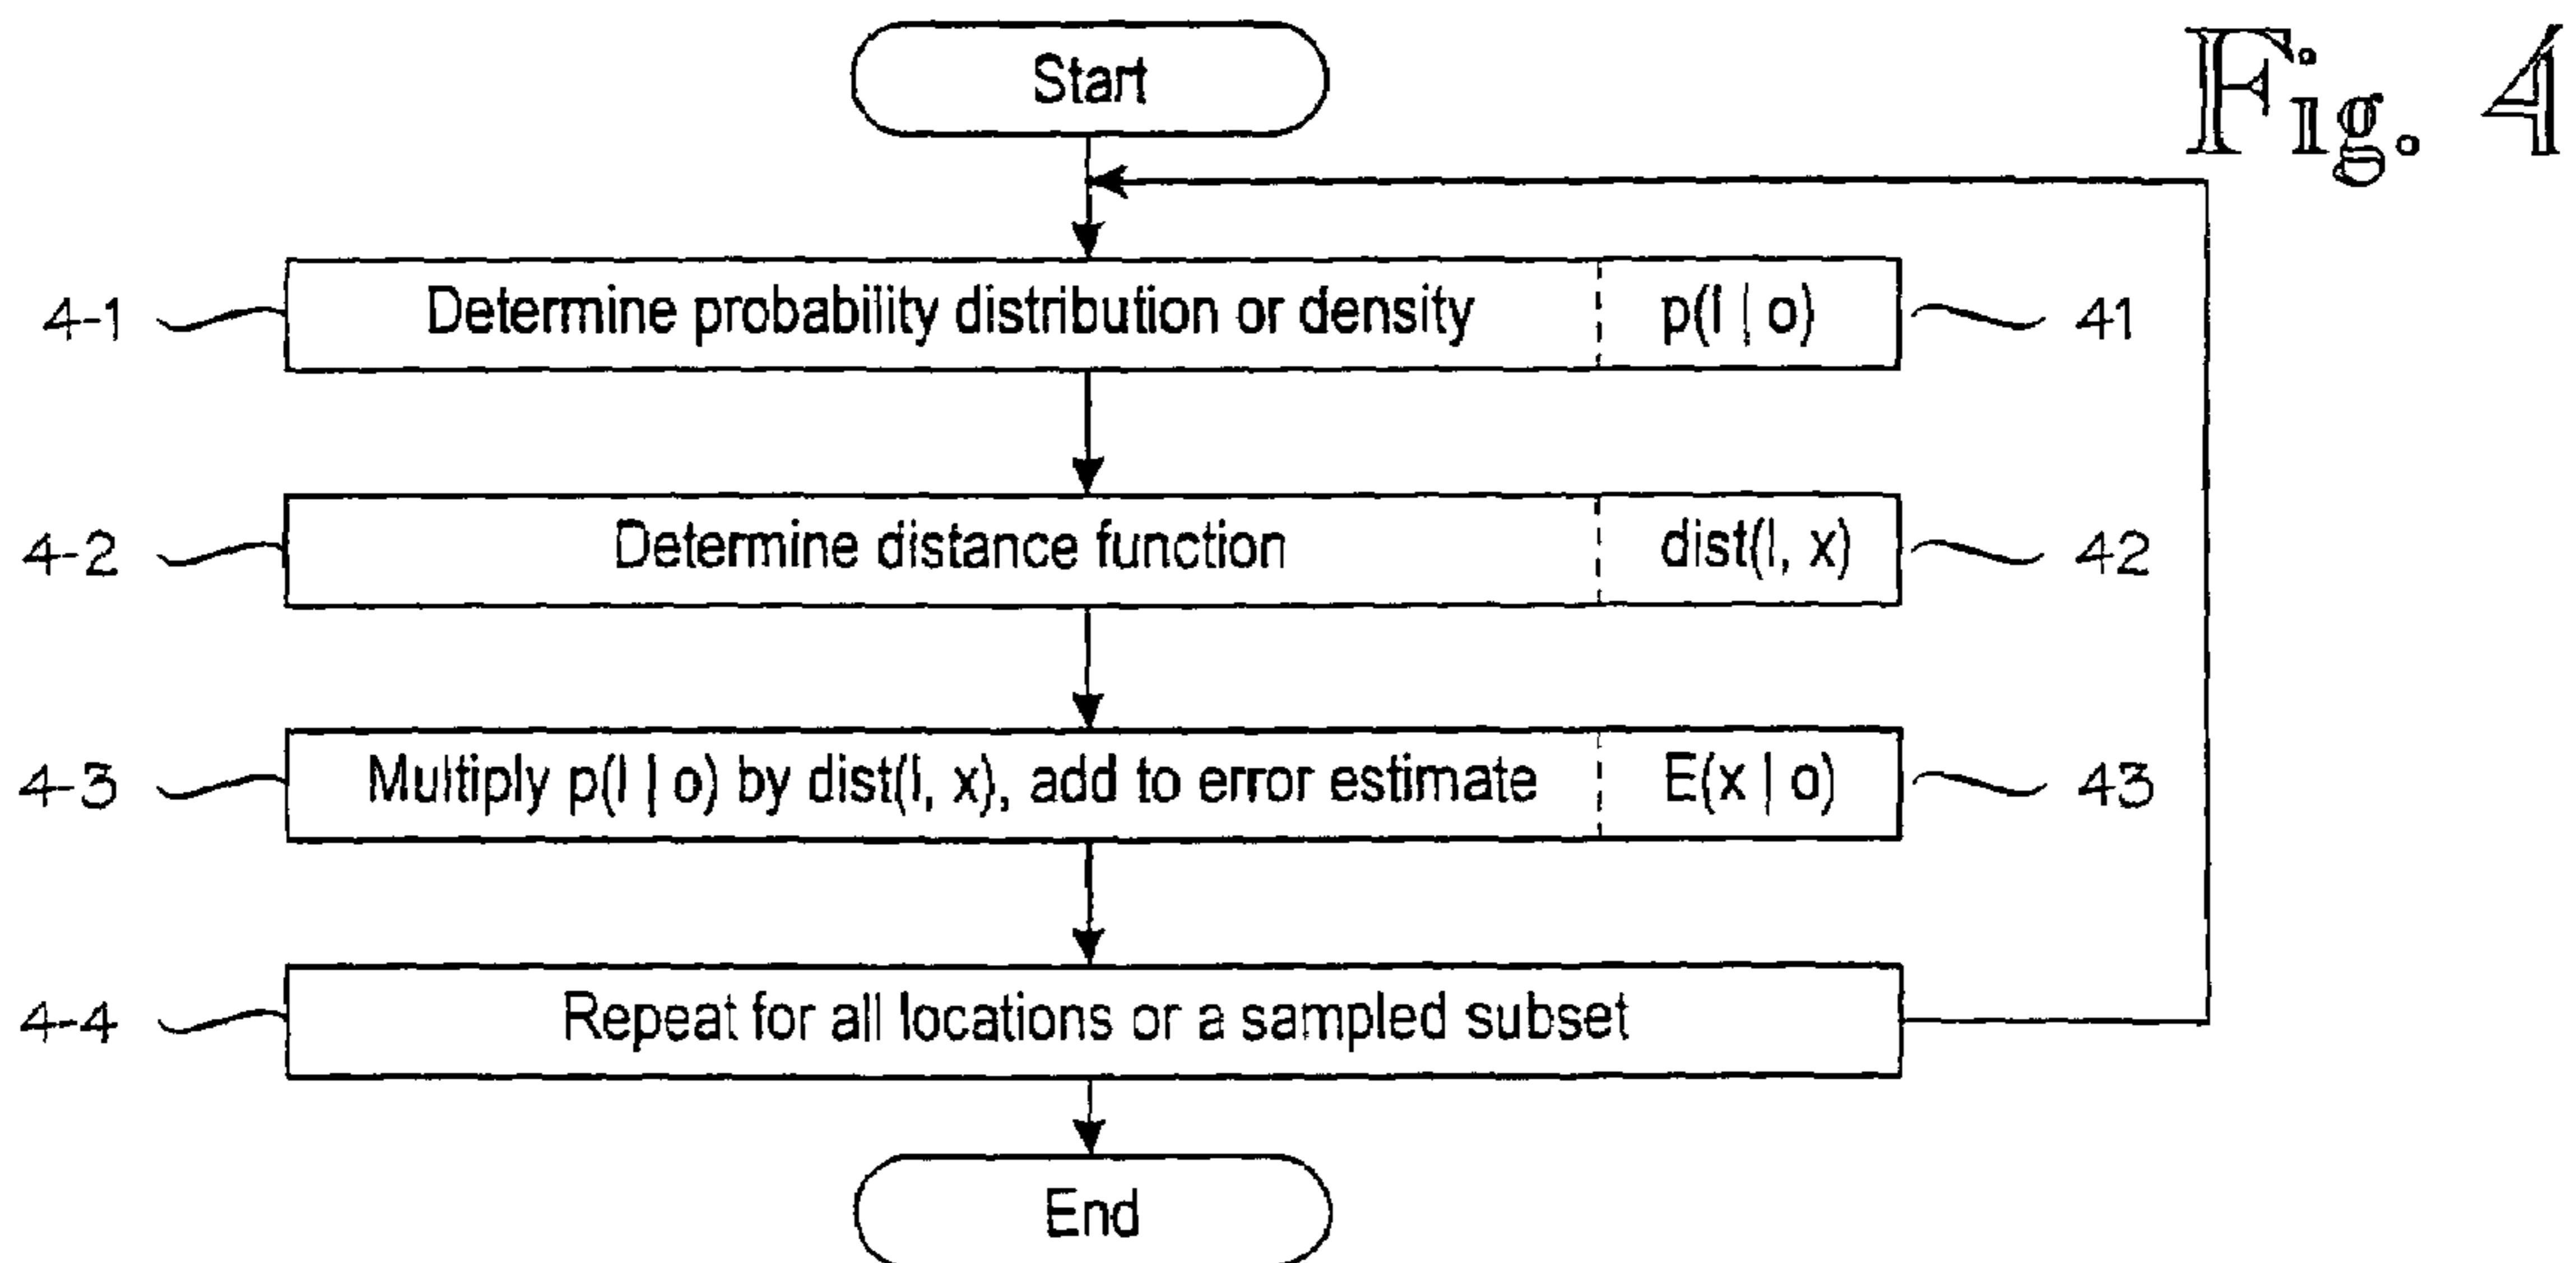 Fig. 4
Start
4-1 Determine probability distribution or density p(l | o) 41
4-2 Determine distance function dist(l, x) 42
4-3 Multiply p(l | o) by dist(l, x), add to error estimate E(x | o) 43
4-4 Repeat for all locations or a sampled subset
End